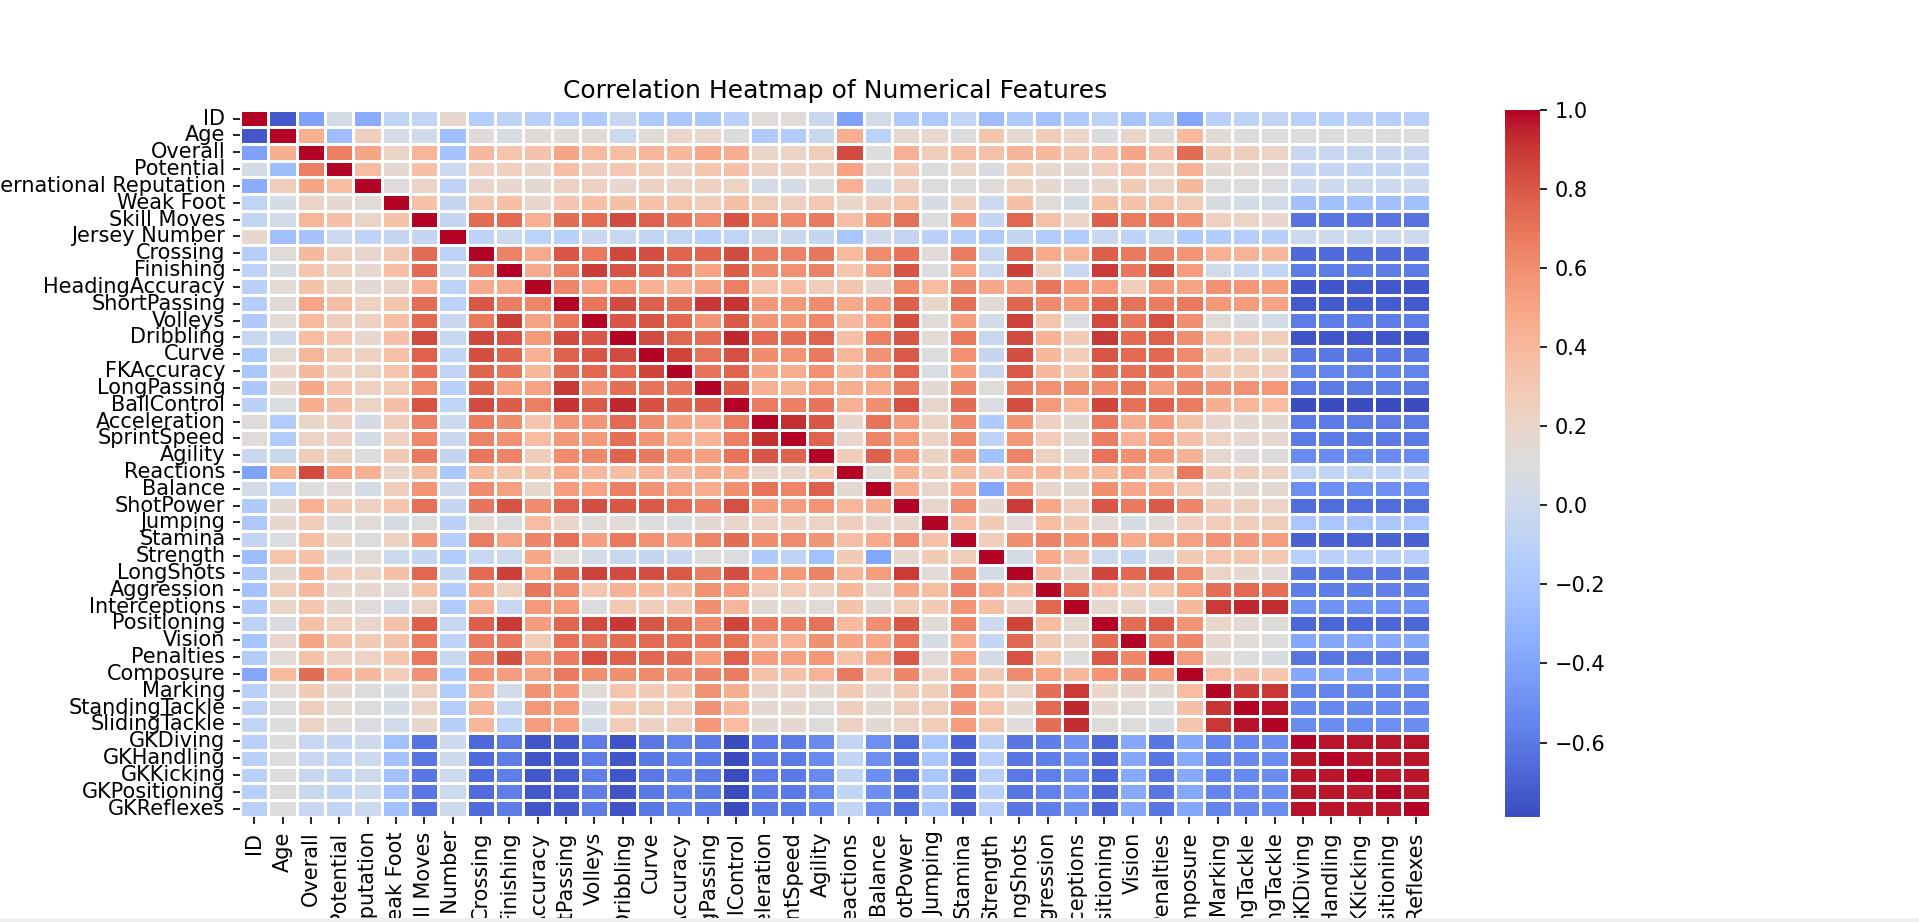 Correlation Heatmap of Numerical Features
ID
Age
Overall
Potential
ernational Reputation
Weak Foot
Skill Moves
Jersey Number
Crossing
Finishing
HeadingAccuracy
ShortPassing
Volleys
Dribbling
Curve
FKAccuracy
LongPassing
BallControl
Acceleration
SprintSpeed
Agility
Reactions
Balance
ShotPower
Jumping
Stamina
Strength
LongShots
Aggression
Interceptions
Positioning
Vision
Penalties
Composure
Marking
StandingTackle
SlidingTackle
GKDiving
GKHandling
GKKicking
GKPositioning
GKReflexes
ID
Age
Overall
Potential
putation
eak Foot
ll Moves
Number
Crossing
Finishing
Accuracy
tPassing
Volleys
Dribbling
Curve
Accuracy
gPassing
lControl
eleration
ntSpeed
Agility
eactions
Balance
otPower
Jumping
Stamina
Strength
ngShots
gression
ceptions
sitioning
Vision
enalties
mposure
Marking
ngTackle
ngTackle
GKDiving
Handling
KKicking
sitioning
Reflexes
1.0
0.8
0.6
0.4
0.2
0.0
−0.2
−0.4
−0.6